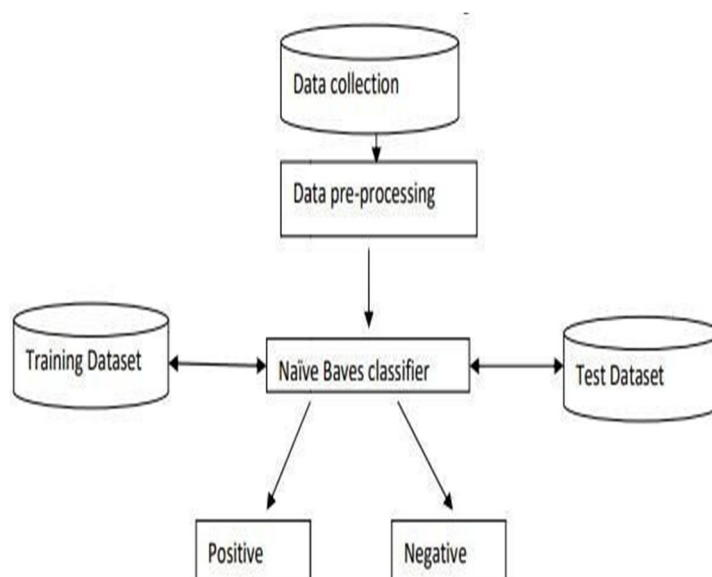 Data collection
Data pre-processing
Training Dataset
Naïve Baves classifier
Test Dataset
Positive
Negative